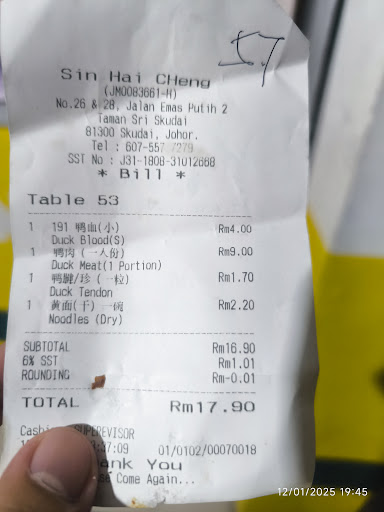 Sin Hai CHeng
(JM0083661-H)
No.26 & 28, Jalan Emas Putih 2
Taman Sri Skudai
81300 Skudai, Johor.
Tel : 607-557 7279
SST No : J31-1808-31012668
* Bill *
Table 53
1 191 鸭血(小) Rm4.00
Duck Blood(S)
1 鸭肉 (一人份) Rm9.00
Duck Meat(1 Portion)
1 鸭腱/珍 (一粒) Rm1.70
Duck Tendon
1 黄面(干) 一碗 Rm2.20
Noodles (Dry)
SUBTOTAL Rm16.90
6% SST Rm1.01
ROUNDING Rm-0.01
TOTAL Rm17.90
SUPERVISOR
:37:09 01/0102/00070018
You
Come Again...
12/01/2025 19:45